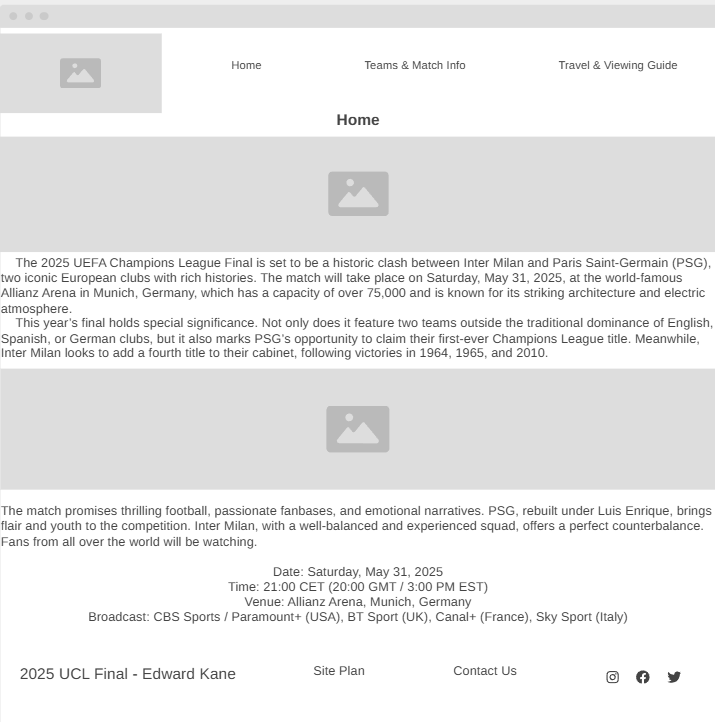 Home
Teams & Match Info
Travel & Viewing Guide
Home
The 2025 UEFA Champions League Final is set to be a historic clash between Inter Milan and Paris Saint-Germain (PSG),
two iconic European clubs with rich histories. The match will take place on Saturday, May 31, 2025, at the world-famous
Allianz Arena in Munich, Germany, which has a capacity of over 75,000 and is known for its striking architecture and electric
atmosphere.
This year's final holds special significance. Not only does it feature two teams outside the traditional dominance of English,
Spanish, or German clubs, but it also marks PSG's opportunity to claim their first-ever Champions League title. Meanwhile,
Inter Milan looks to add a fourth title to their cabinet, following victories in 1964, 1965, and 2010.
The match promises thrilling football, passionate fanbases, and emotional narratives. PSG, rebuilt under Luis Enrique, brings
flair and youth to the competition. Inter Milan, with a well-balanced and experienced squad, offers a perfect counterbalance.
Fans from all over the world will be watching.
Date: Saturday, May 31, 2025
Time: 21:00 CET (20:00 GMT / 3:00 PM EST)
Venue: Allianz Arena, Munich, Germany
Broadcast: CBS Sports / Paramount+ (USA), BT Sport (UK), Canal+ (France), Sky Sport (Italy)
2025 UCL Final - Edward Kane
Site Plan
Contact Us